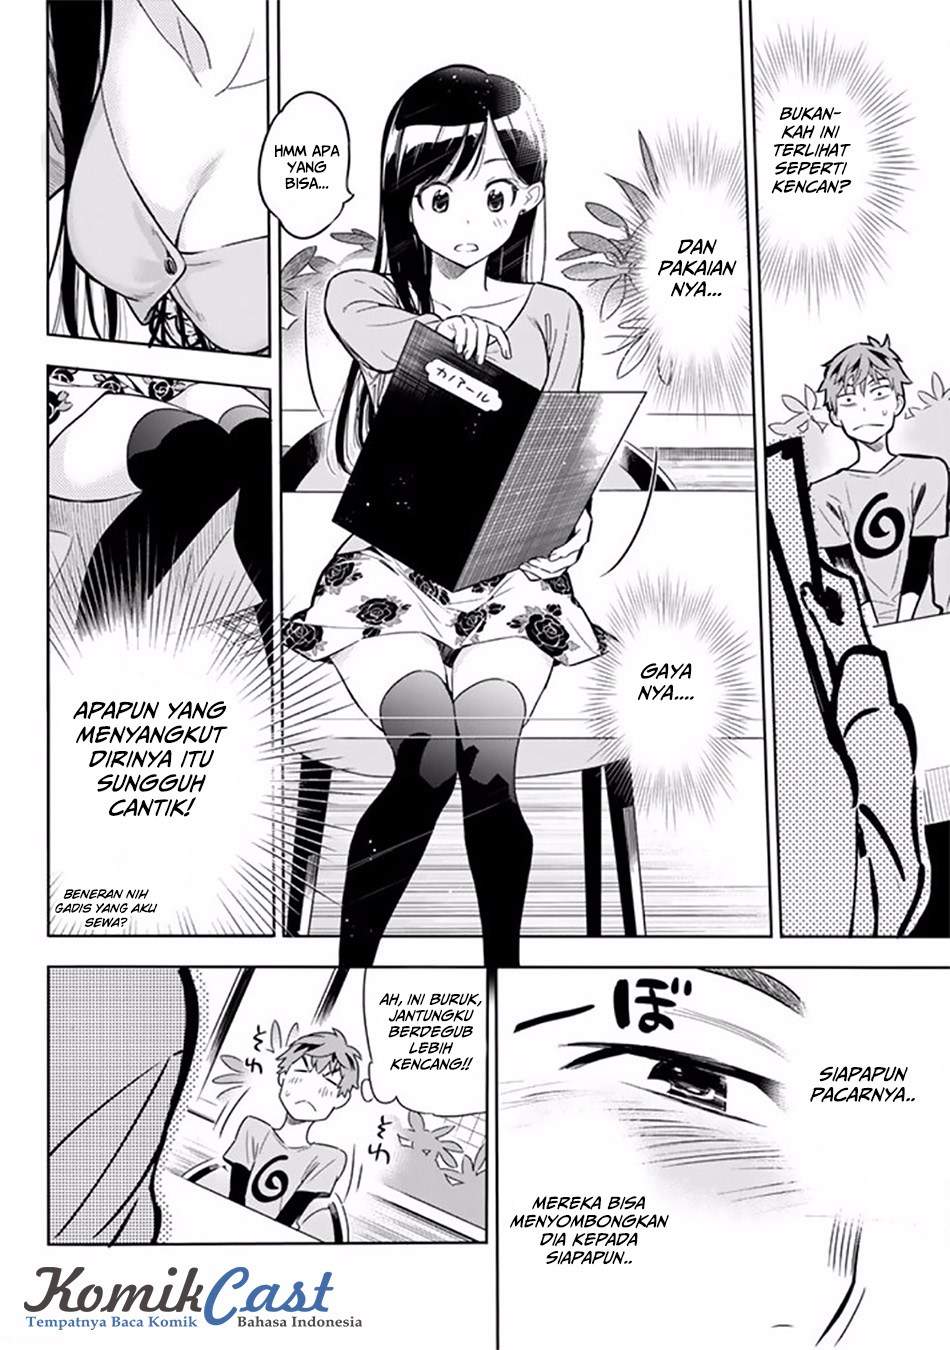 BUKAN-
KAH INI
TERLIHAT
SEPERTI
KENCAN?
DAN
PAKAIAN
NYA...
HMM APA
YANG
BISA...
カノアール
GAYA
NYA....
APAPUN YANG
MENYANGKUT
DIRINYA ITU
SUNGGUH
CANTIK!
BENERAN NIH
GADIS YANG AKU
SEWA?
ぼー
SIAPAPUN
PACARNYA..
MEREKA BISA
MENYOMBONGKAN
DIA KEPADA
SIAPAPUN..
AH, INI BURUK,
JANTUNGKU
BERDEGUB
LEBIH
KENCANG!!
KomikCast
Tempatnya Baca Komik Bahasa Indonesia